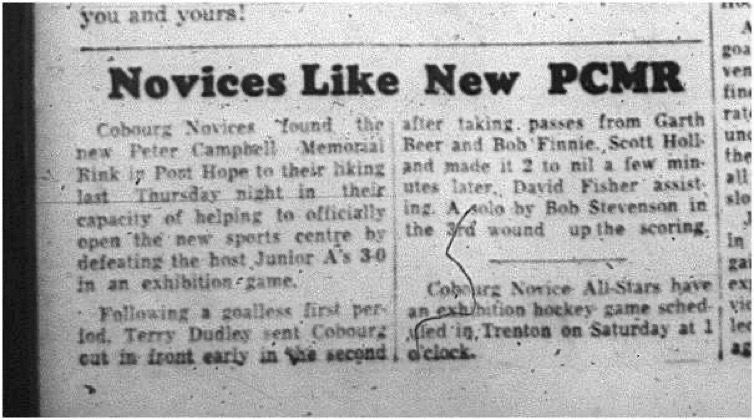 you and yours!
Novices Like New PCMR
Cobourg Novices found the
new Peter Campbell Memorial
Rink in Port Hope to their liking
last Thursday night in their
capacity of helping to officially
open the new sports centre by
defeating the host Junior A's 3-0
in an exhibition game.
Following a goalless first per-
iod, Terry Dudley sent Cobourg
out in front early in the second
after taking passes from Garth
Beer and Bob Finnie. Scott Holl-
and made it 2 to nil a few min-
utes later, David Fisher assist-
ing. A solo by Bob Stevenson in
the 3rd wound up the scoring.
Cobourg Novice All-Stars have
an exhibition hockey game sched-
uled in Trenton on Saturday at 1
o'clock.